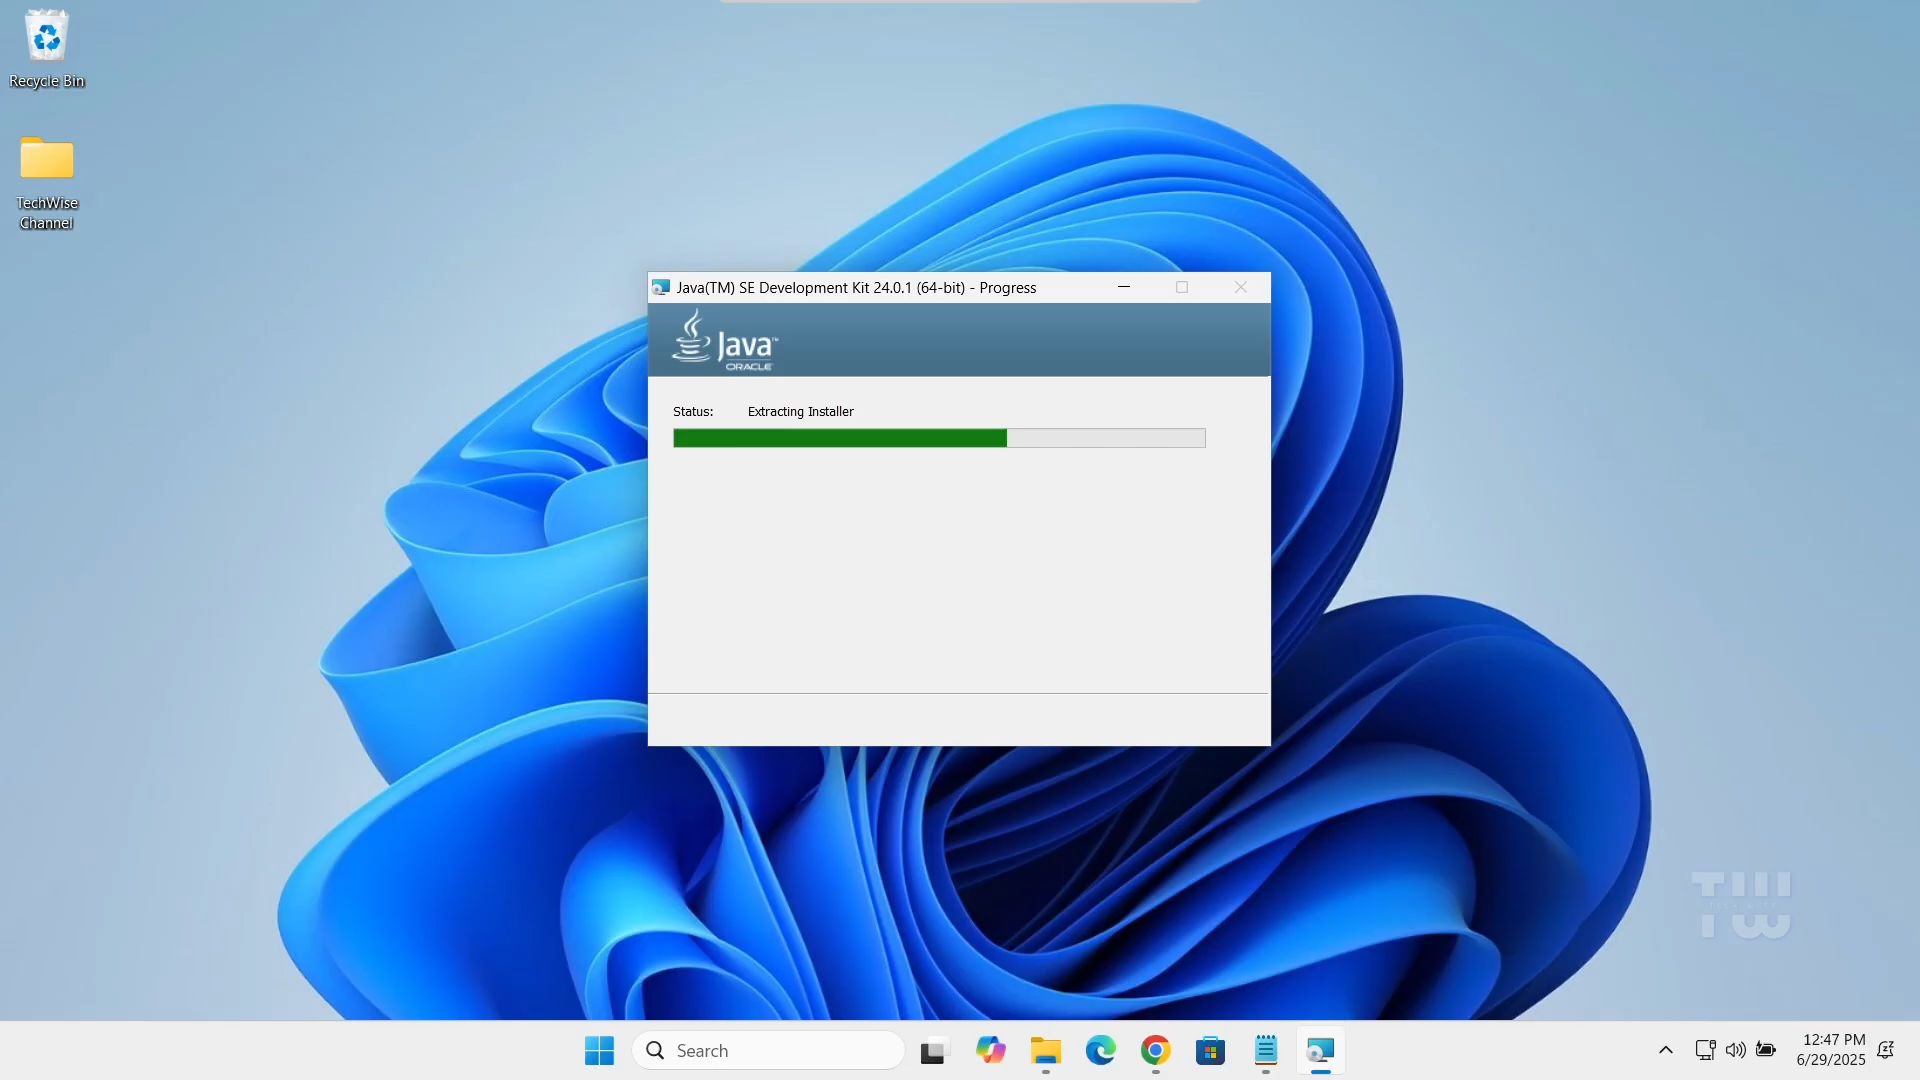 Recycle Bin
TechWise
Channel
Java(TM) SE Development Kit 24.0.1 (64-bit) - Progress
Java™
ORACLE
Status: Extracting Installer
TW
Search
12:47 PM
6/29/2025